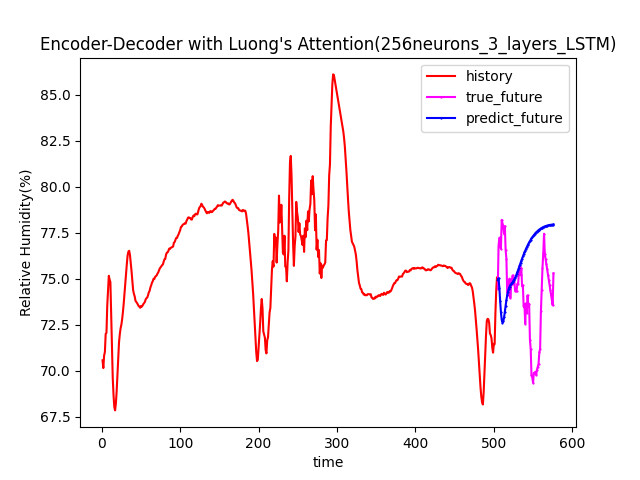 Encoder-Decoder with Luong's Attention(256neurons_3_layers_LSTM)
history
true_future
predict_future
Relative Humidity(%)
85.0
82.5
80.0
77.5
75.0
72.5
70.0
67.5
0 100 200 300 400 500 600
time